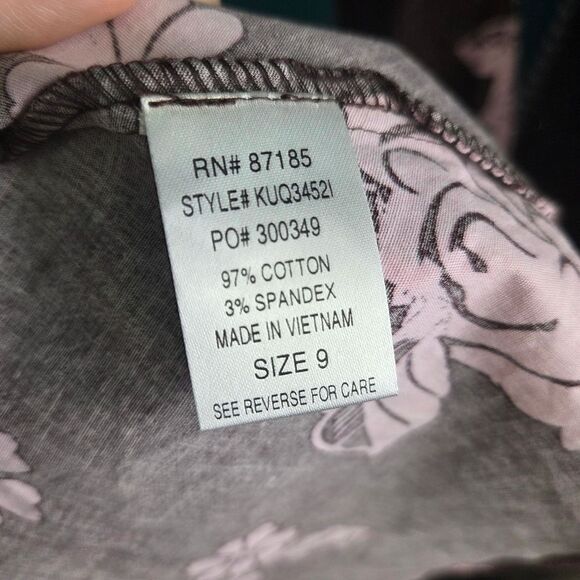 RN# 87185
STYLE# KUQ3452I
PO# 300349
97% COTTON
3% SPANDEX
MADE IN VIETNAM
SIZE 9
SEE REVERSE FOR CARE